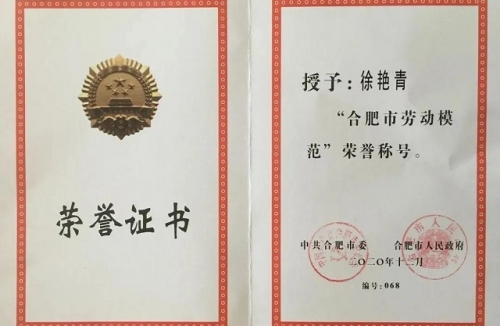 荣誉证书
授予：徐艳青
“合肥市劳动模
范”荣誉称号。
中共合肥市委 合肥市人民政府
二〇二〇年十二月
编号：068